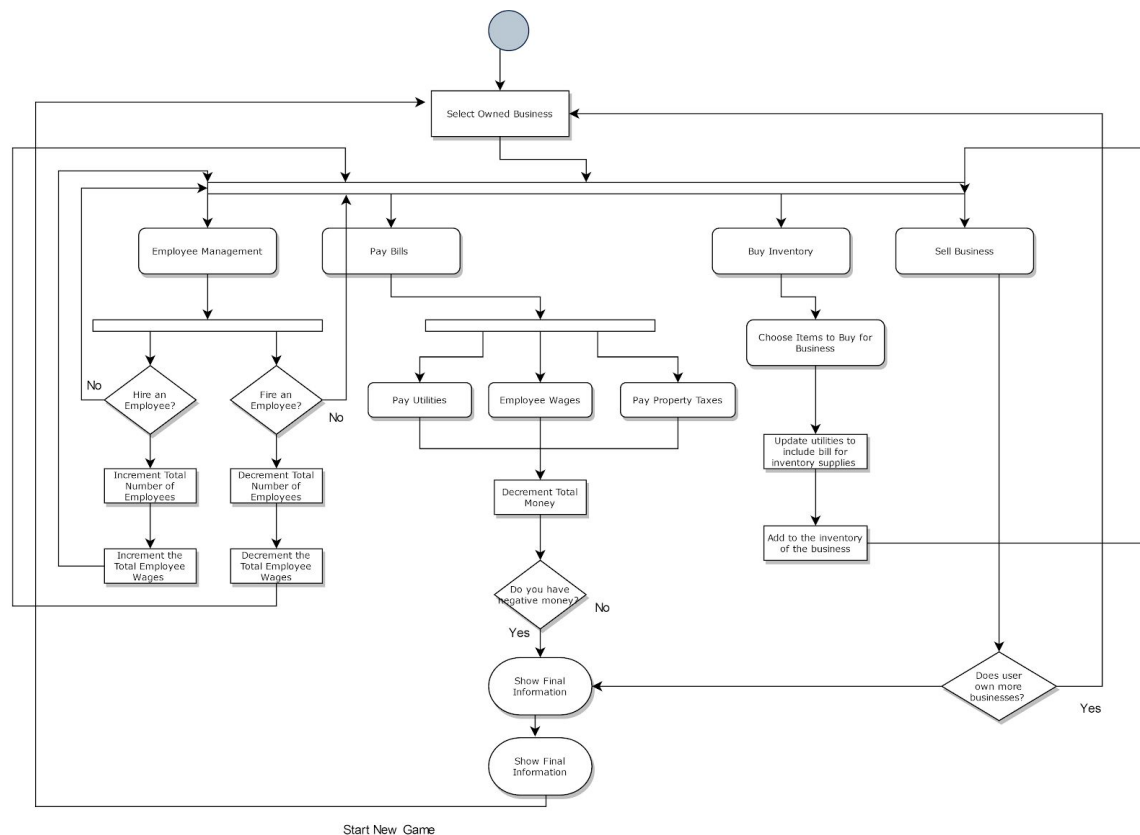 Select Owned Business
Employee Management
Pay Bills
Buy Inventory
Sell Business
Choose Items to Buy for
Business
No
Hire an
Employee?
Fire an
Employee?
No
Pay Utilities
Employee Wages
Pay Property Taxes
Update utilities to
include bill for
inventory supplies
Increment Total
Number of
Employees
Decrement Total
Number of
Employees
Decrement Total
Money
Add to the inventory
of the business
Increment the
Total Employee
Wages
Decrement the
Total Employee
Wages
Do you have
negative money?
No
Yes
Show Final
Information
Does user
own more
businesses?
Yes
Show Final
Information
Start New Game